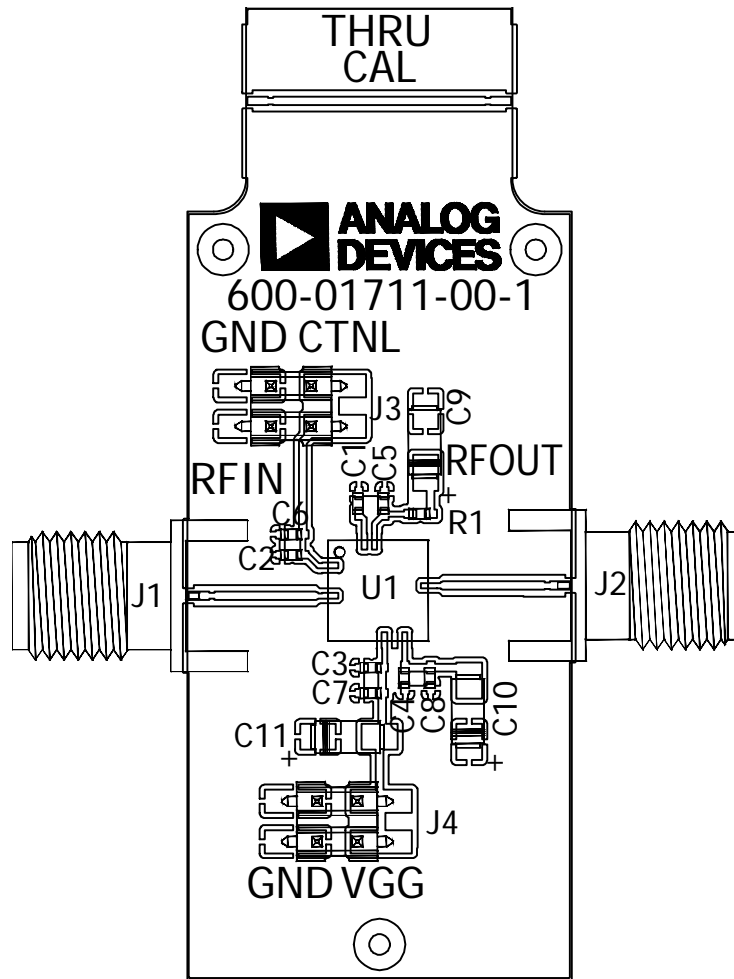 THRU
CAL
ANALOG
DEVICES
600-01711-00-1
GND CTNL
J3
C9
RFIN
C1
C5
RFOUT
+
R1
C6
C2
J1
U1
J2
C3
C7
C4
C8
C10
C11
+
+
J4
GND VGG